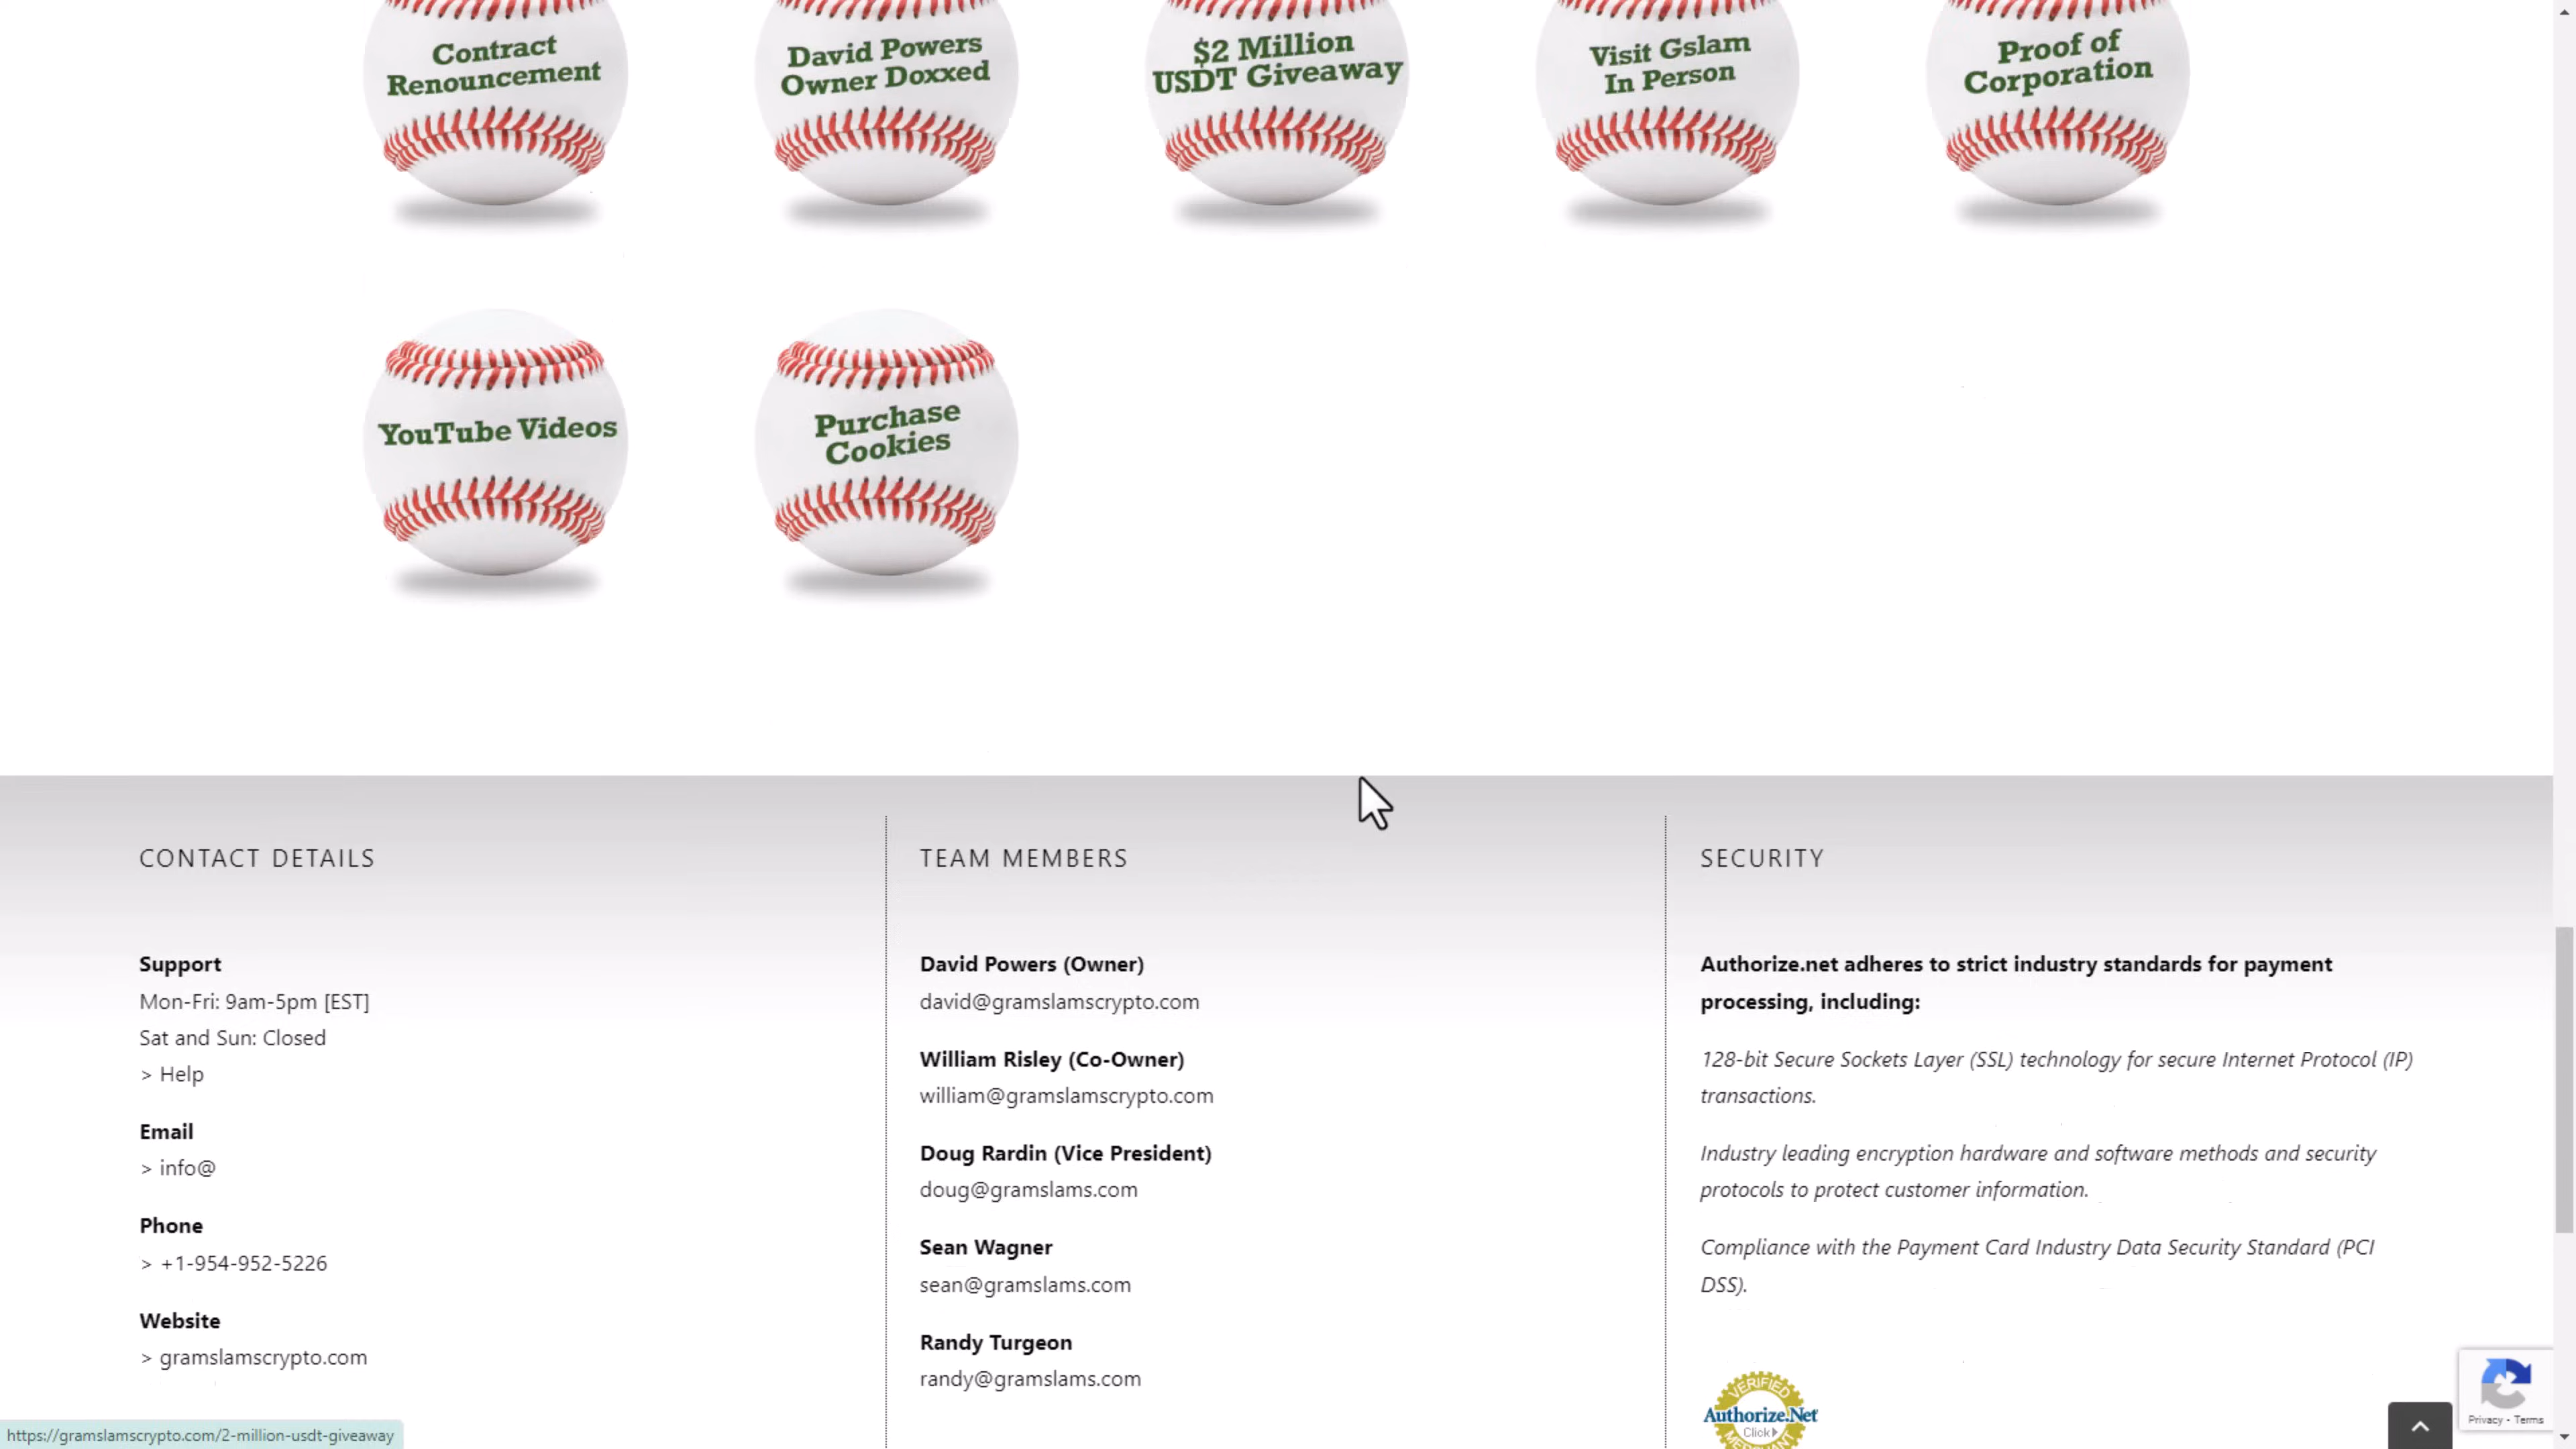 Contract
Renouncement
David Powers
Owner Doxxed
$2 Million
USDT Giveaway
Visit Gslam
In Person
Proof of
Corporation
YouTube Videos
Purchase
Cookies
CONTACT DETAILS
Support
Mon-Fri: 9am-5pm [EST]
Sat and Sun: Closed
> Help
Email
> info@
Phone
> +1-954-952-5226
Website
> gramslamscrypto.com
TEAM MEMBERS
David Powers (Owner)
david@gramslamscrypto.com
William Risley (Co-Owner)
william@gramslamscrypto.com
Doug Rardin (Vice President)
doug@gramslams.com
Sean Wagner
sean@gramslams.com
Randy Turgeon
randy@gramslams.com
SECURITY
Authorize.net adheres to strict industry standards for payment
processing, including:
128-bit Secure Sockets Layer (SSL) technology for secure Internet Protocol (IP)
transactions.
Industry leading encryption hardware and software methods and security
protocols to protect customer information.
Compliance with the Payment Card Industry Data Security Standard (PCI
DSS).
VERIFIED
Authorize.Net
Click
MERCHANT
Privacy - Terms
https://gramslamscrypto.com/2-million-usdt-giveaway